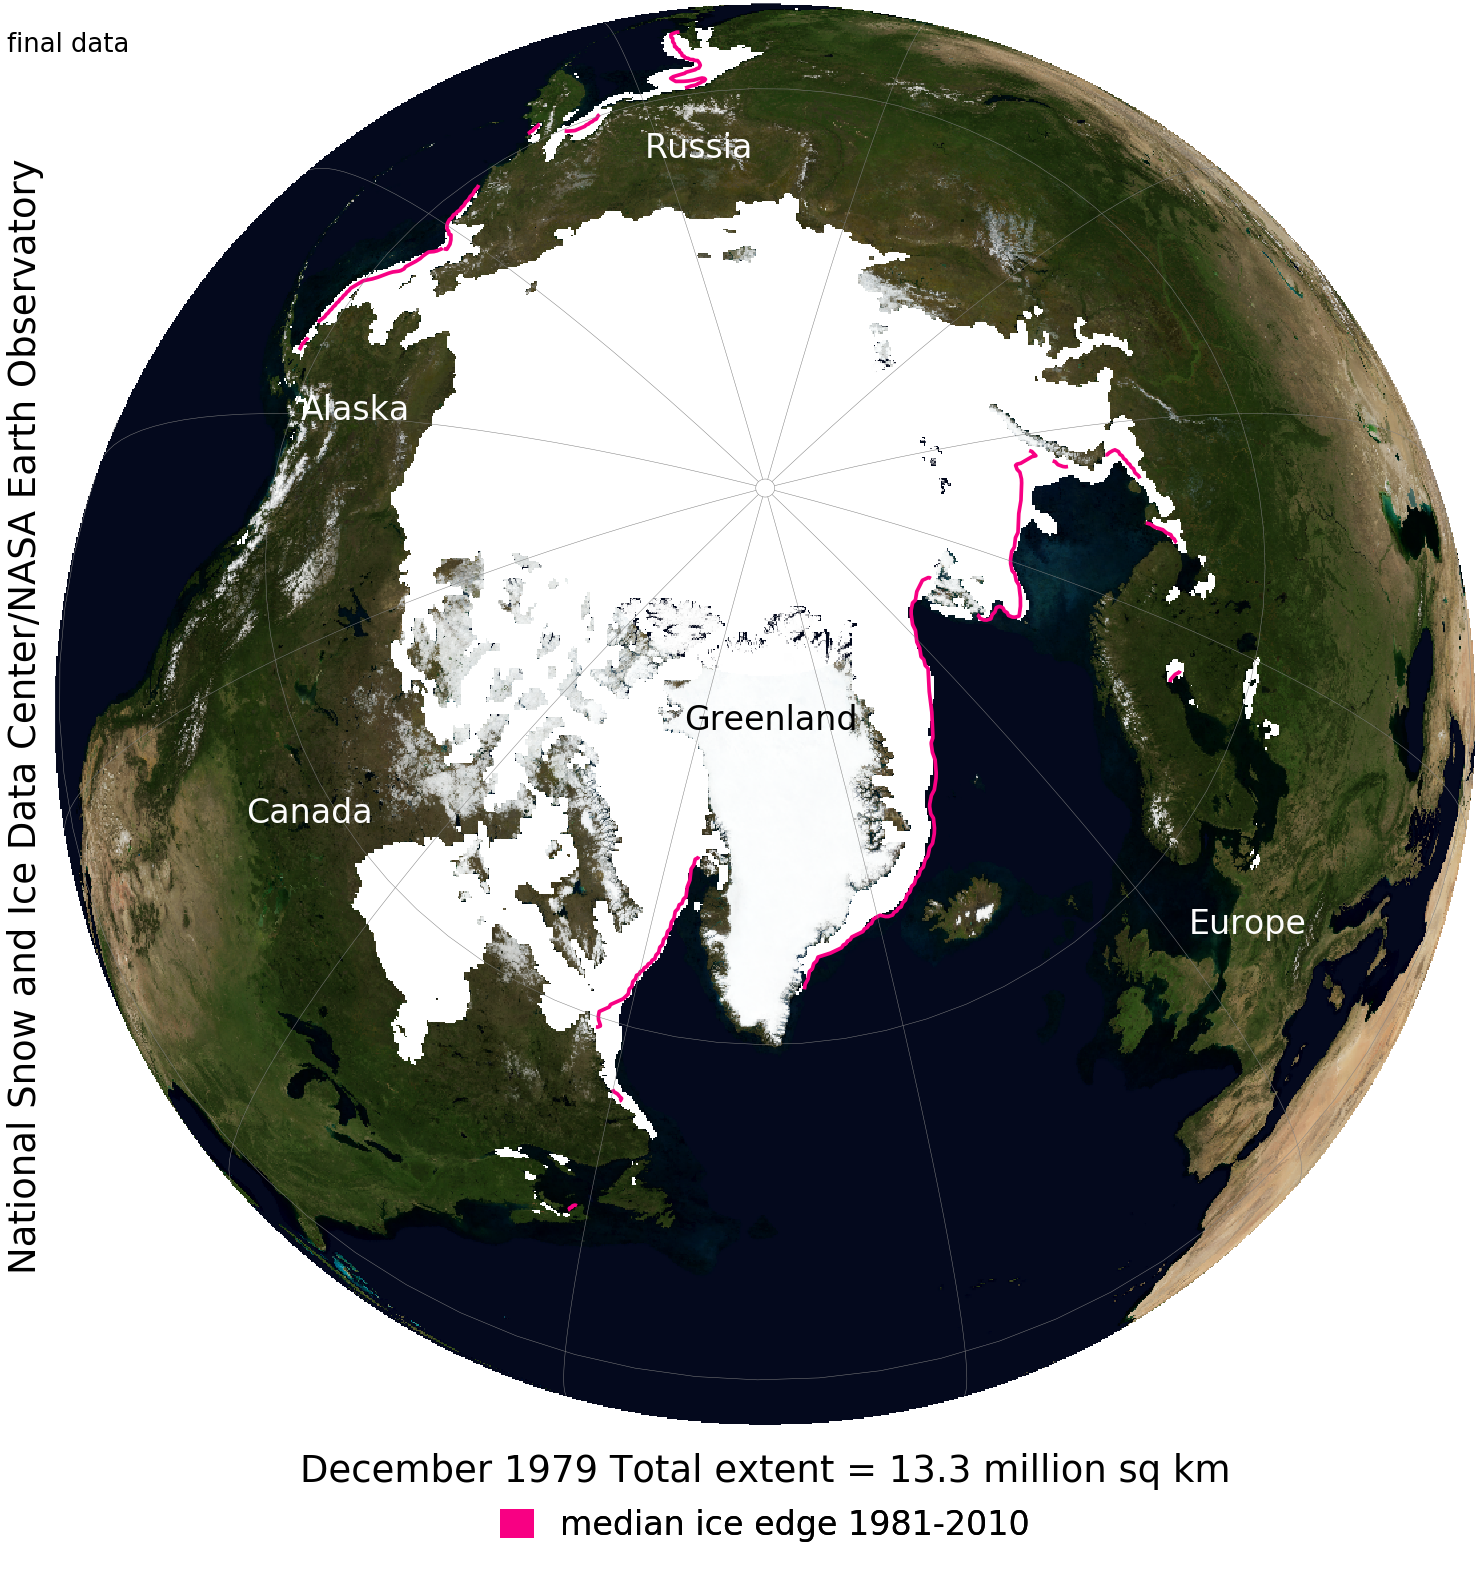 final data
National Snow and Ice Data Center/NASA Earth Observatory
Russia
Alaska
Greenland
Canada
Europe
December 1979 Total extent = 13.3 million sq km
median ice edge 1981-2010